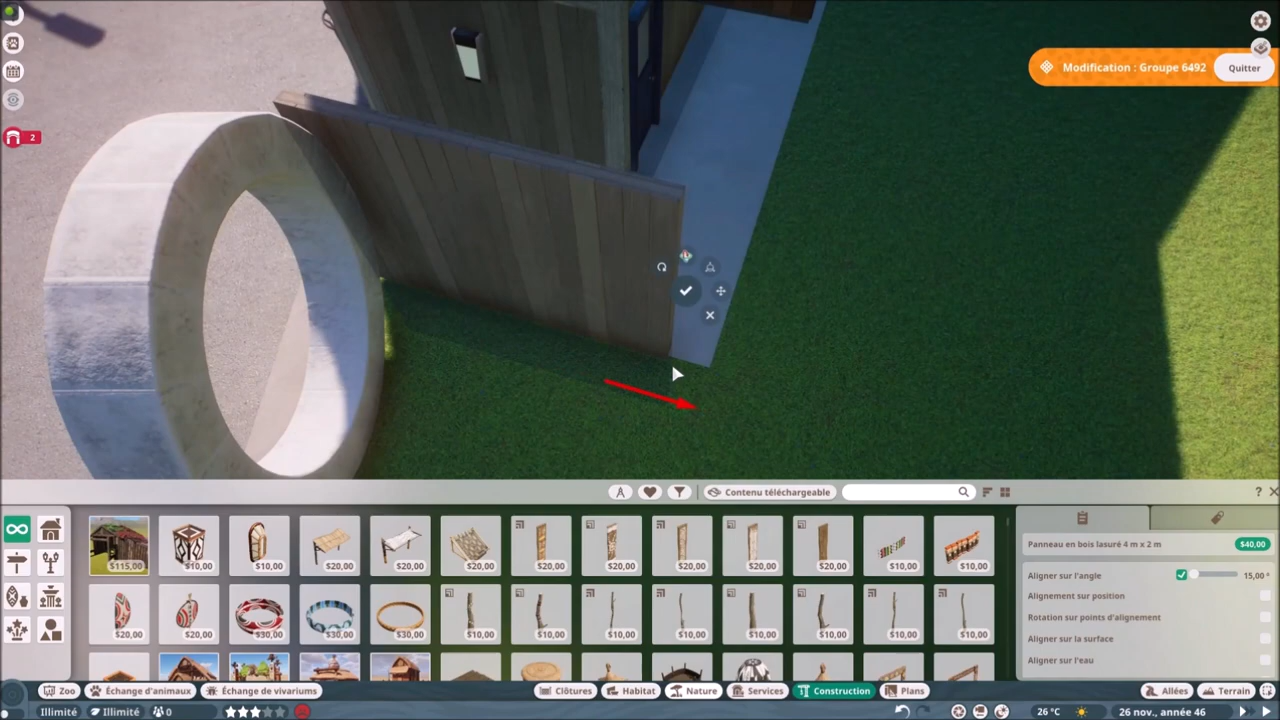 Modification : Groupe 6492
Quitter
2
Contenu téléchargeable
?
$115,00
$10,00
$10,00
$20,00
$20,00
$20,00
$20,00
$20,00
$20,00
$20,00
$20,00
$10,00
$10,00
$20,00
$20,00
$30,00
$30,00
$30,00
$10,00
$10,00
$10,00
$10,00
$10,00
$10,00
$10,00
$10,00
Panneau en bois lasuré 4 m x 2 m
$40,00
Aligner sur l'angle
15,00 °
Alignement sur position
Rotation sur points d'alignement
Aligner sur la surface
Aligner sur l'eau
Zoo
Échange d'animaux
Échange de vivariums
Clôtures
Habitat
Nature
Services
Construction
Plans
Allées
Terrain
Illimité
Illimité
0
26 °C
26 nov., année 46